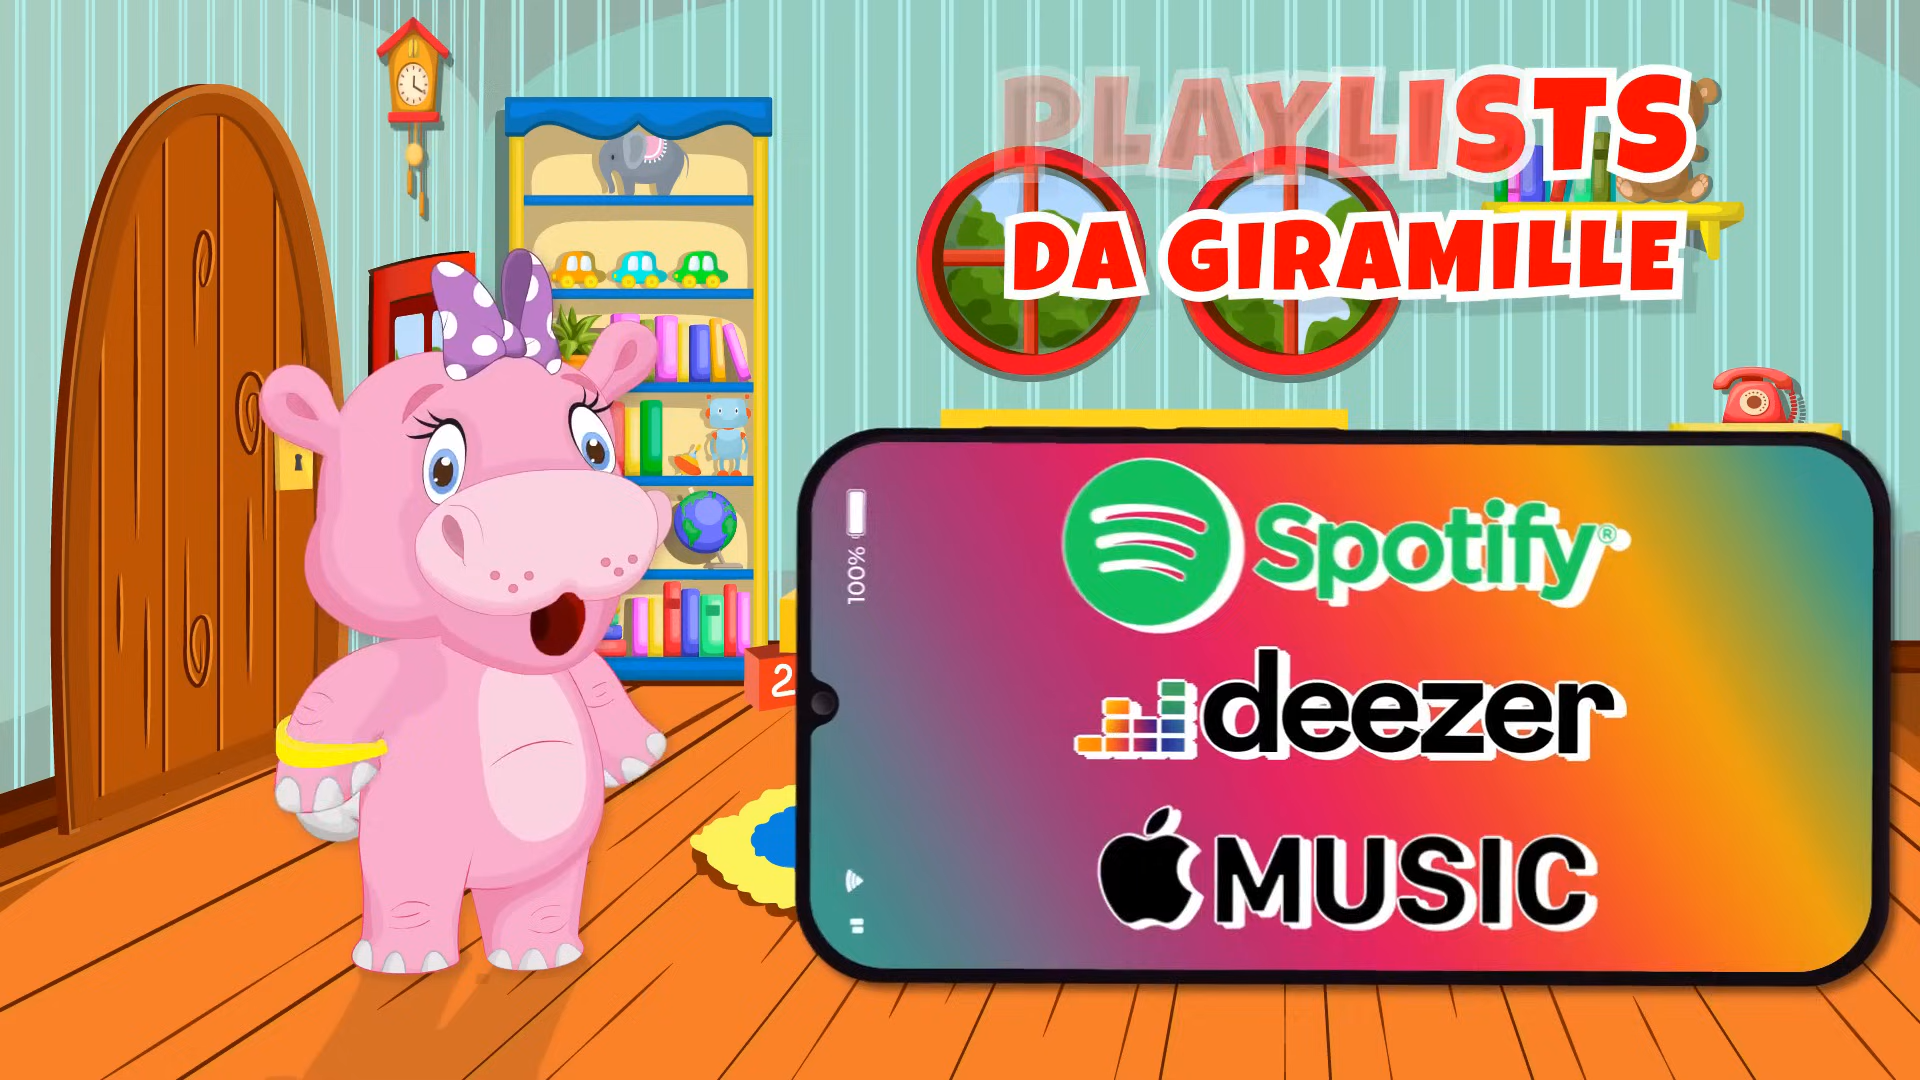 PLAYLISTS
DA GIRAMILLE
100%
Spotify®
deezer
MUSIC
2